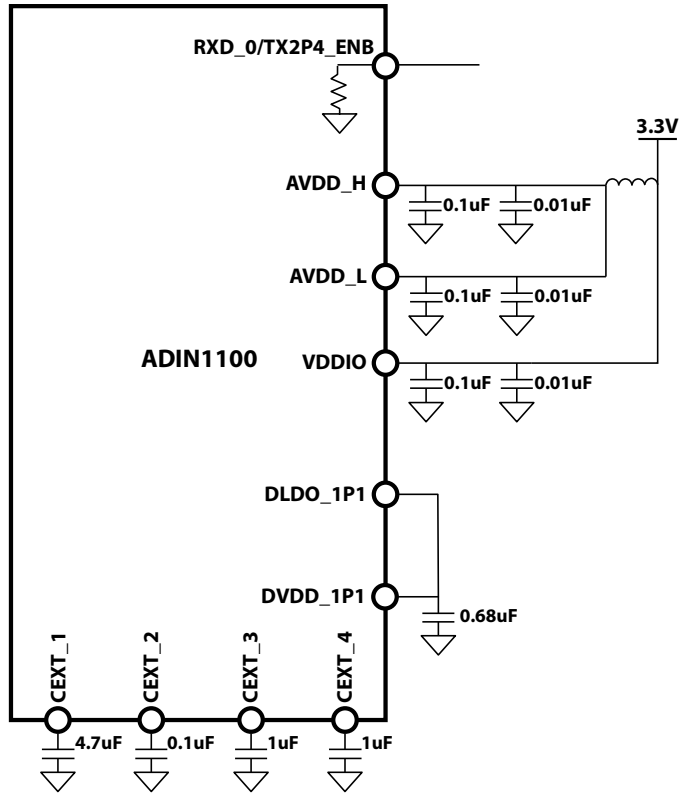 RXD_0/TX2P4_ENB
3.3V
AVDD_H
0.1uF
0.01uF
AVDD_L
0.1uF
0.01uF
ADIN1100
VDDIO
0.1uF
0.01uF
DLDO_1P1
DVDD_1P1
0.68uF
CEXT_1
CEXT_2
CEXT_3
CEXT_4
4.7uF
0.1uF
1uF
1uF